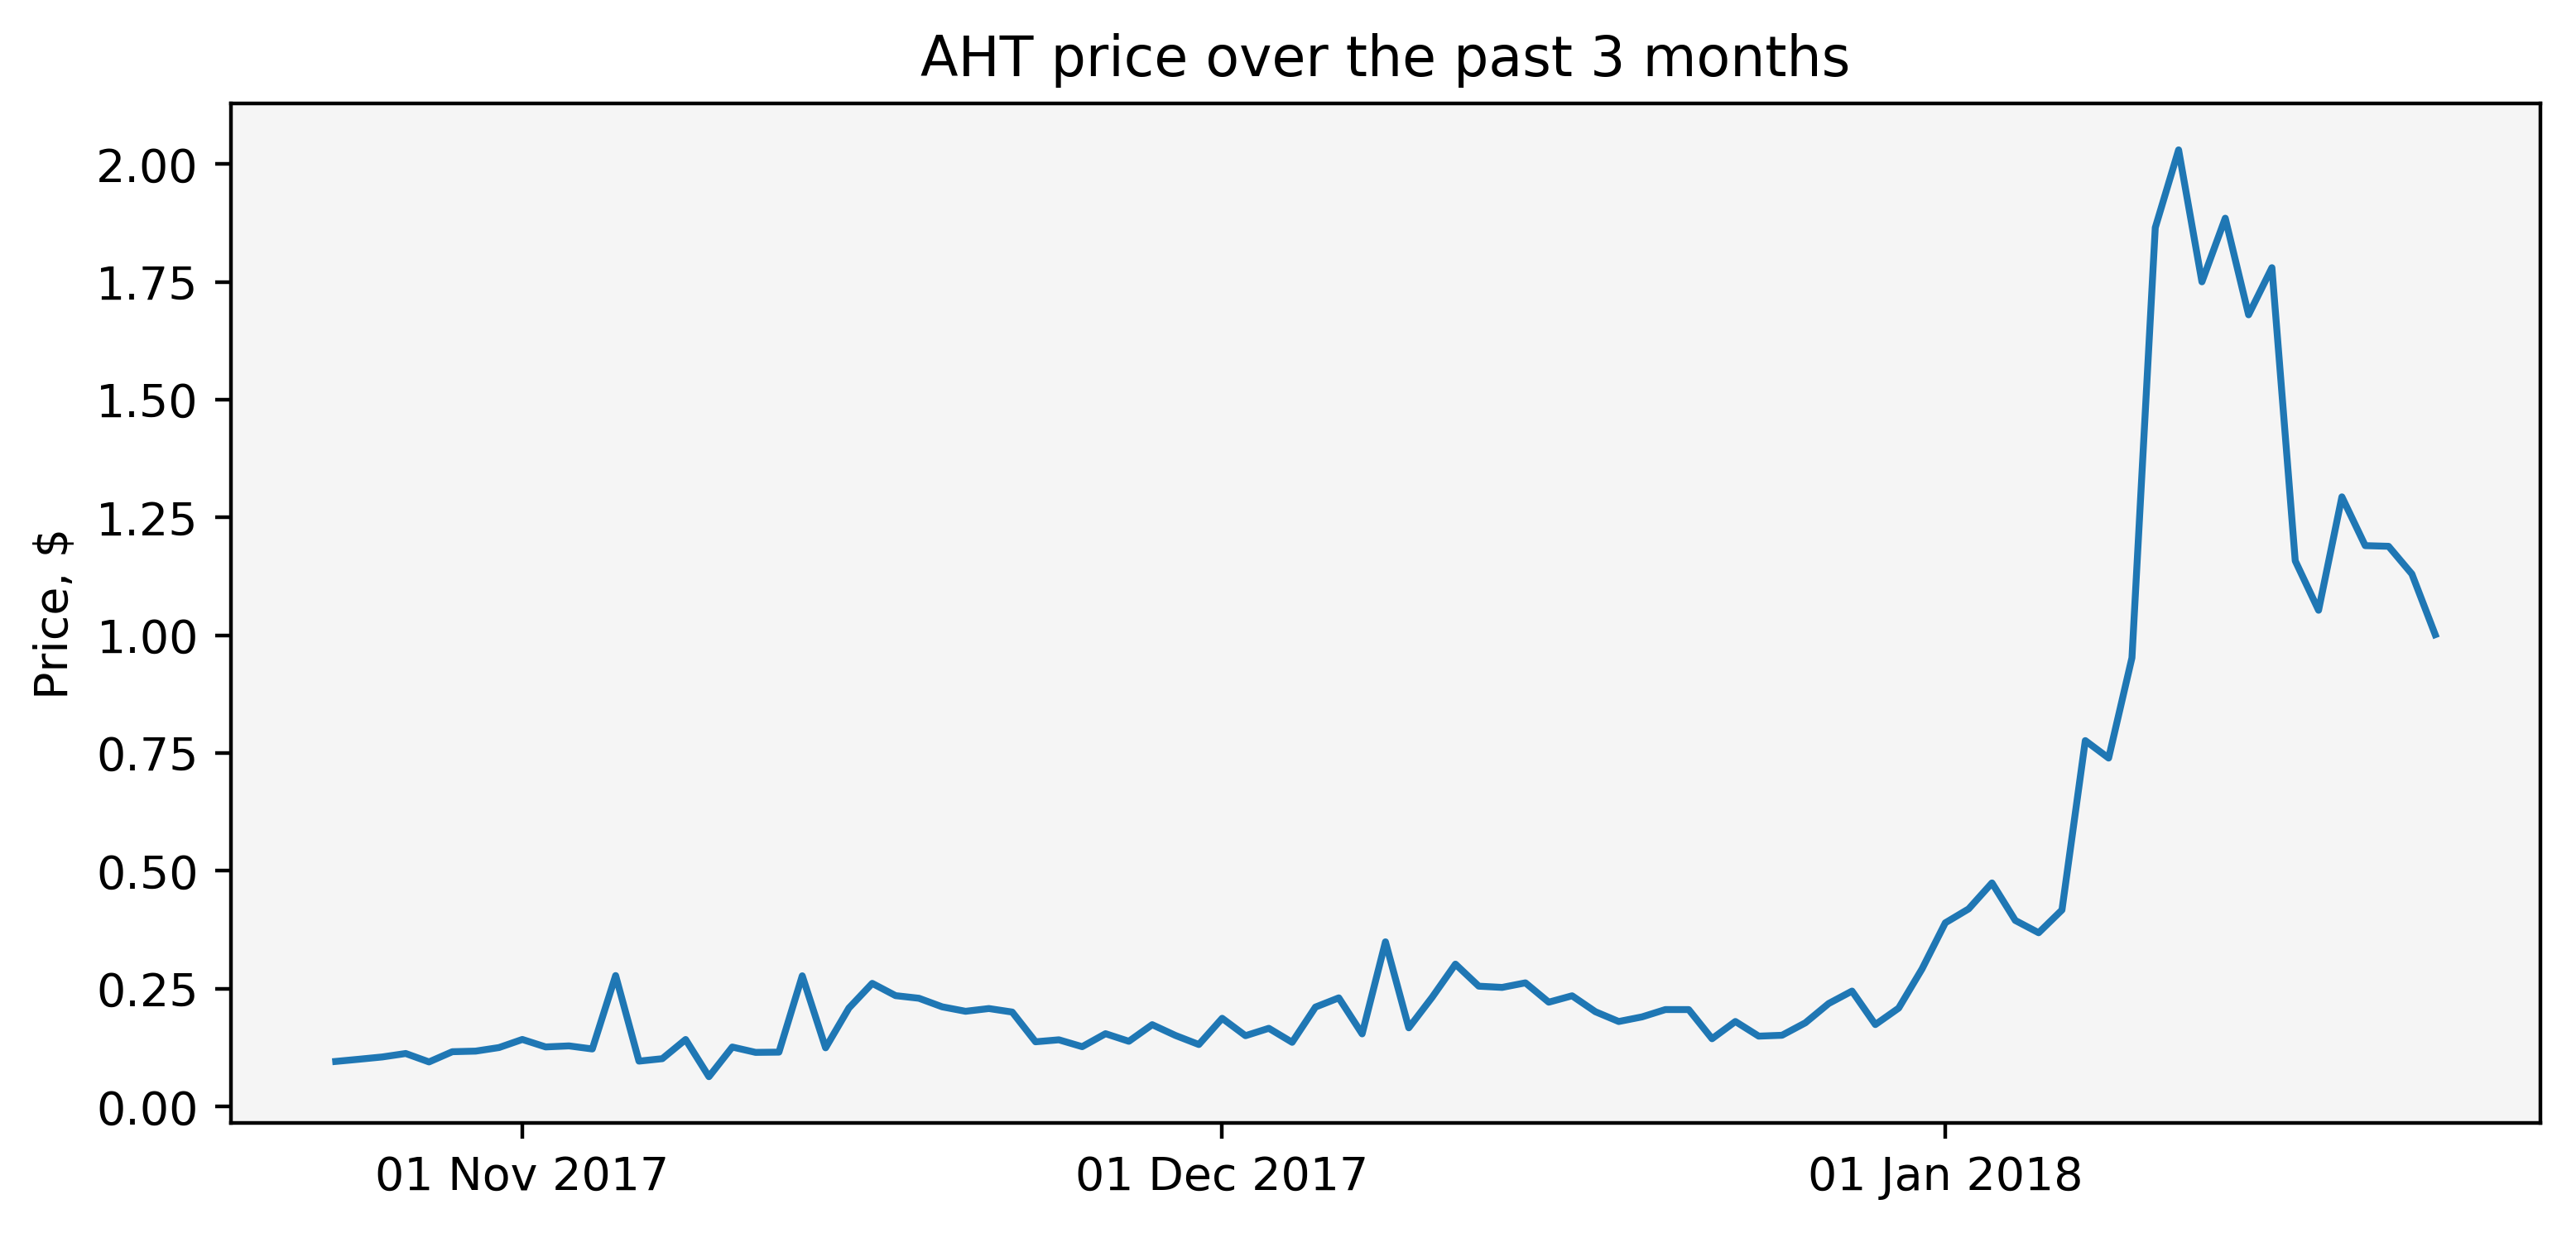 AHT price over the past 3 months
Price, $
2.00
1.75
1.50
1.25
1.00
0.75
0.50
0.25
0.00
01 Nov 2017
01 Dec 2017
01 Jan 2018